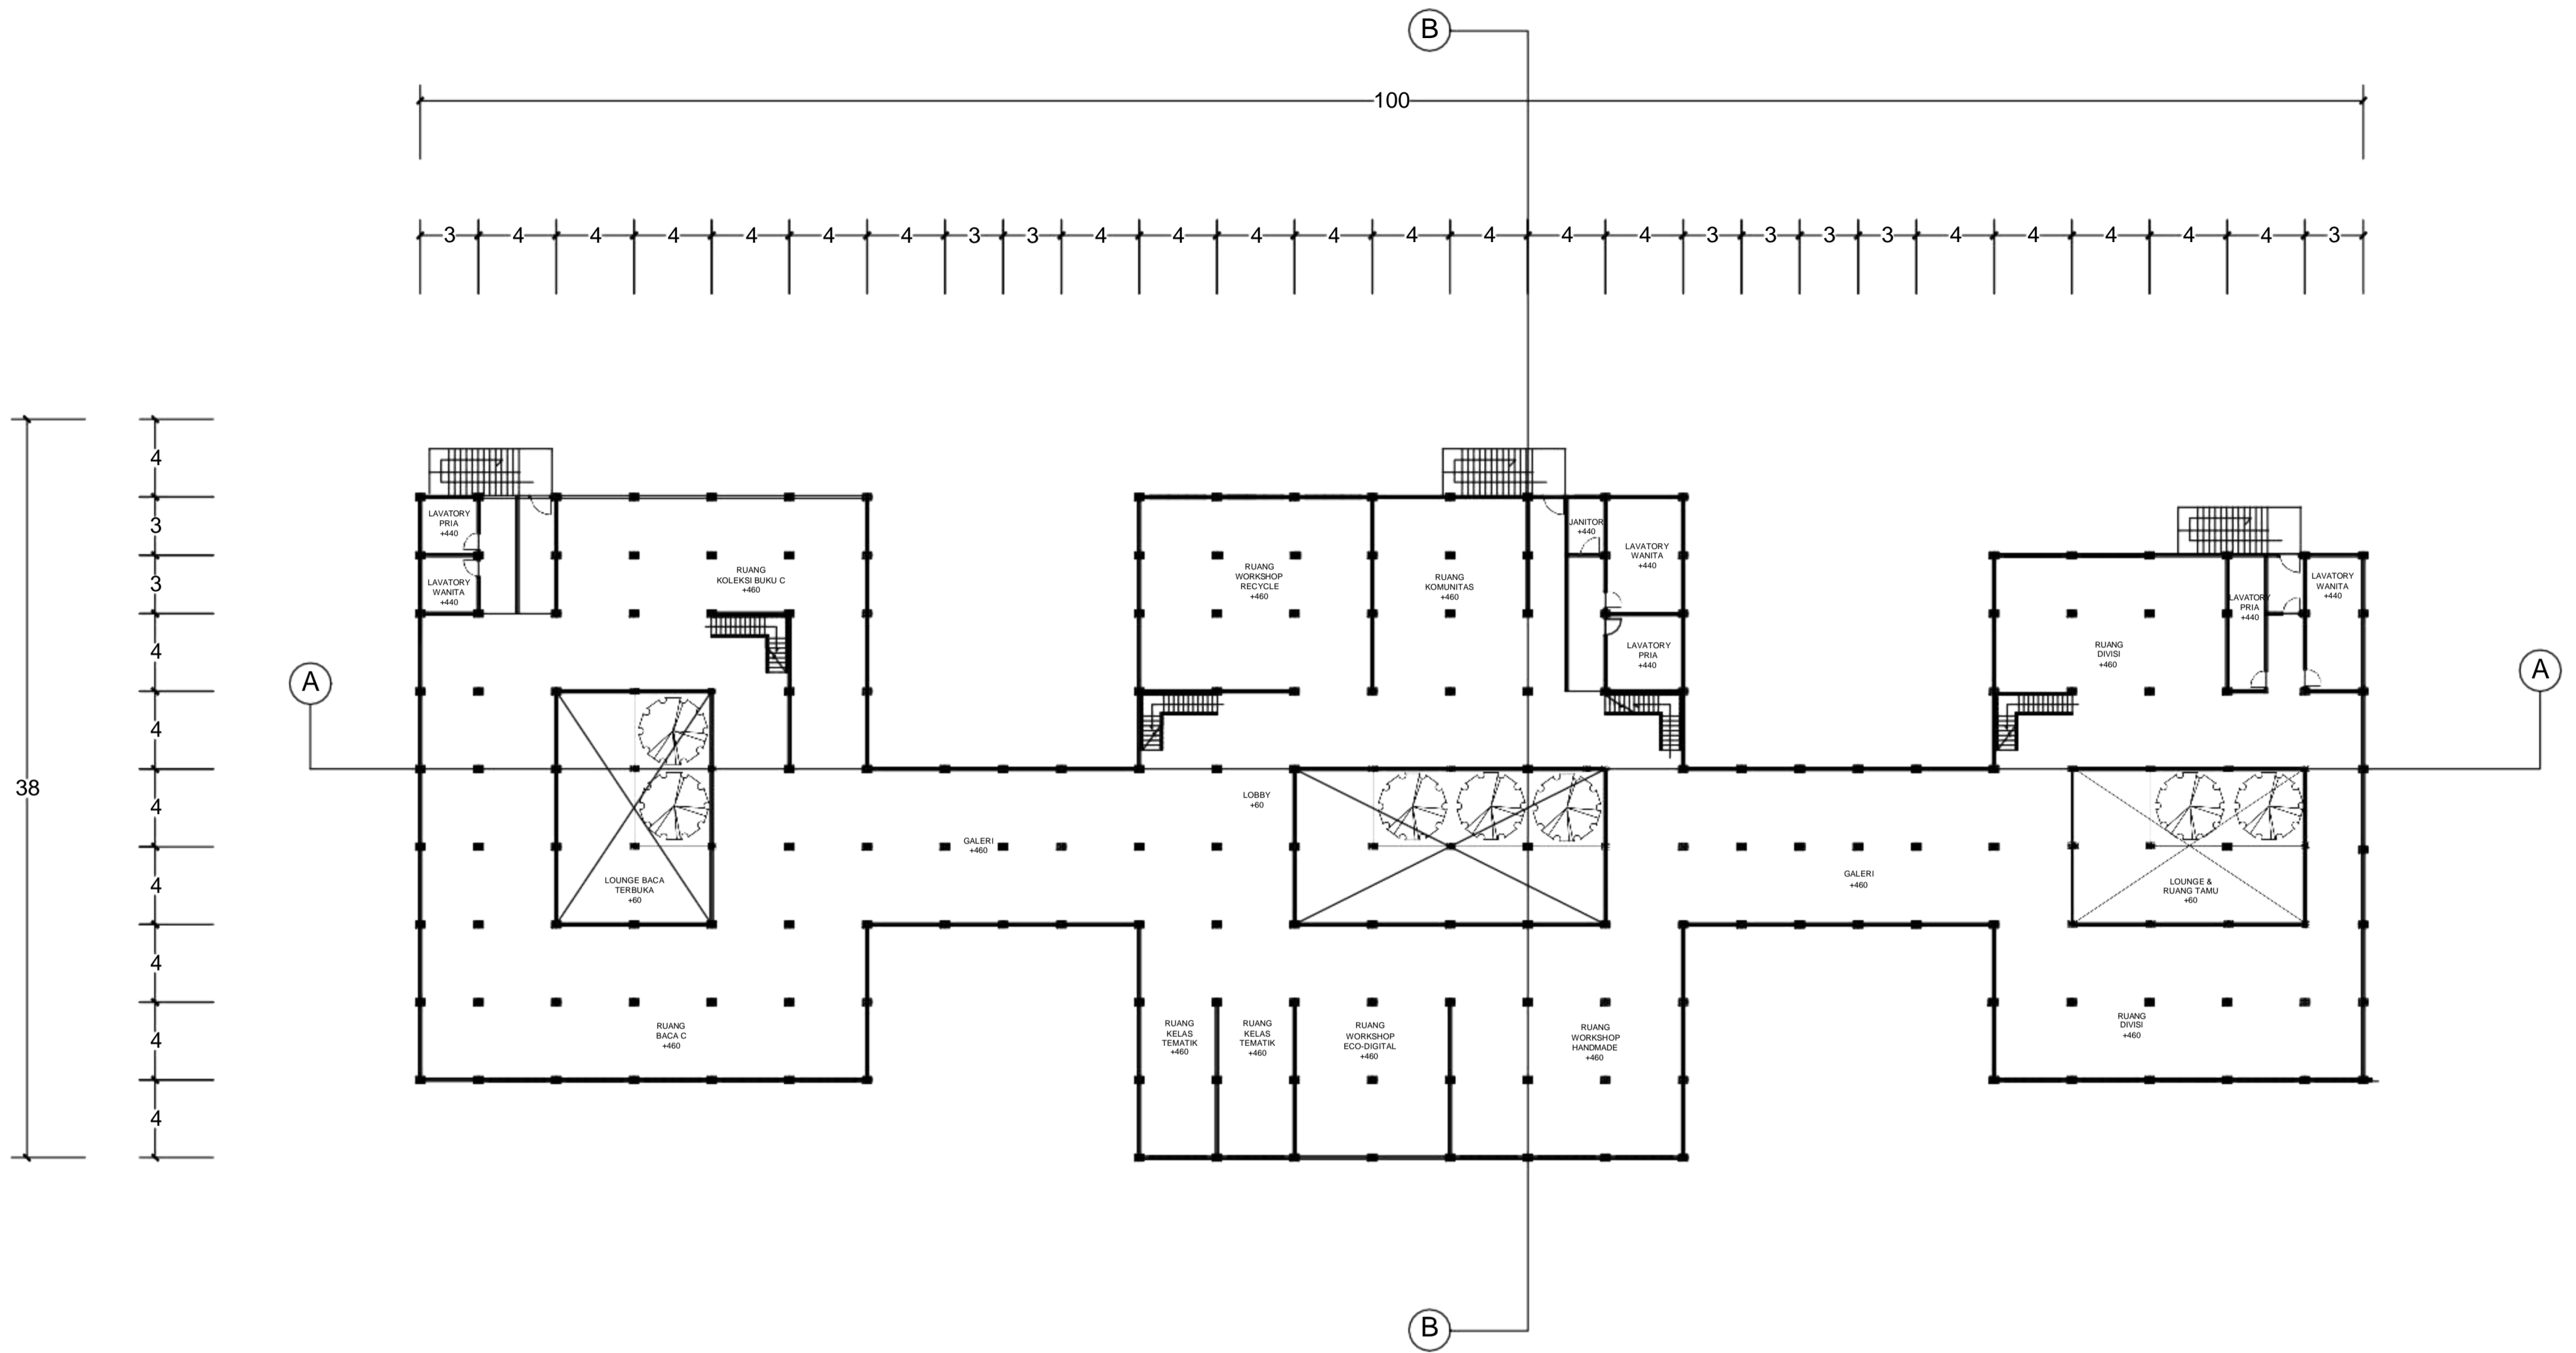 B
100
3 4 4 4 4 4 4 3 3 4 4 4 4 4 4 4 4 3 3 3 3 4 4 4 4 4 3
38
4
3
3
4
4
4
4
4
4
4
A
A
LAVATORY
PRIA
+440
LAVATORY
WANITA
+440
RUANG
KOLEKSI BUKU C
+460
LOUNGE BACA
TERBUKA
+60
RUANG
BACA C
+460
GALERI
+460
RUANG
WORKSHOP
RECYCLE
+460
RUANG
KOMUNITAS
+460
JANITOR
+440
LAVATORY
WANITA
+440
LAVATORY
PRIA
+440
LOBBY
+60
RUANG
KELAS
TEMATIK
+460
RUANG
KELAS
TEMATIK
+460
RUANG
WORKSHOP
ECO-DIGITAL
+460
RUANG
WORKSHOP
HANDMADE
+460
GALERI
+460
RUANG
DIVISI
+460
LAVATORY
PRIA
+440
LAVATORY
WANITA
+440
LOUNGE &
RUANG TAMU
+60
RUANG
DIVISI
+460
B